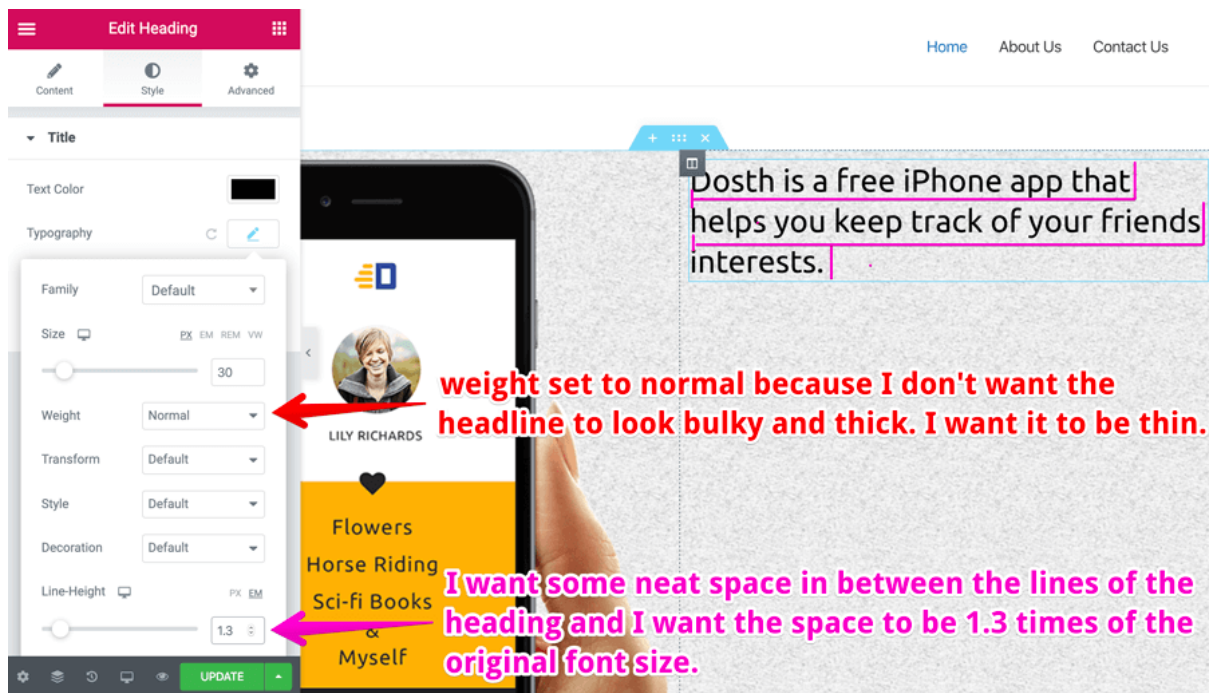 Edit Heading
Content Style Advanced
Title
Text Color
Typography
Family Default
Size PX EM REM VW
30
Weight Normal
Transform Default
Style Default
Decoration Default
Line-Height PX EM
1.3
UPDATE
Home About Us Contact Us
Dosth is a free iPhone app that
helps you keep track of your friends
interests.
LILY RICHARDS
Flowers
Horse Riding
Sci-fi Books
&
Myself
weight set to normal because I don't want the
headline to look bulky and thick. I want it to be thin.
I want some neat space in between the lines of the
heading and I want the space to be 1.3 times of the
original font size.